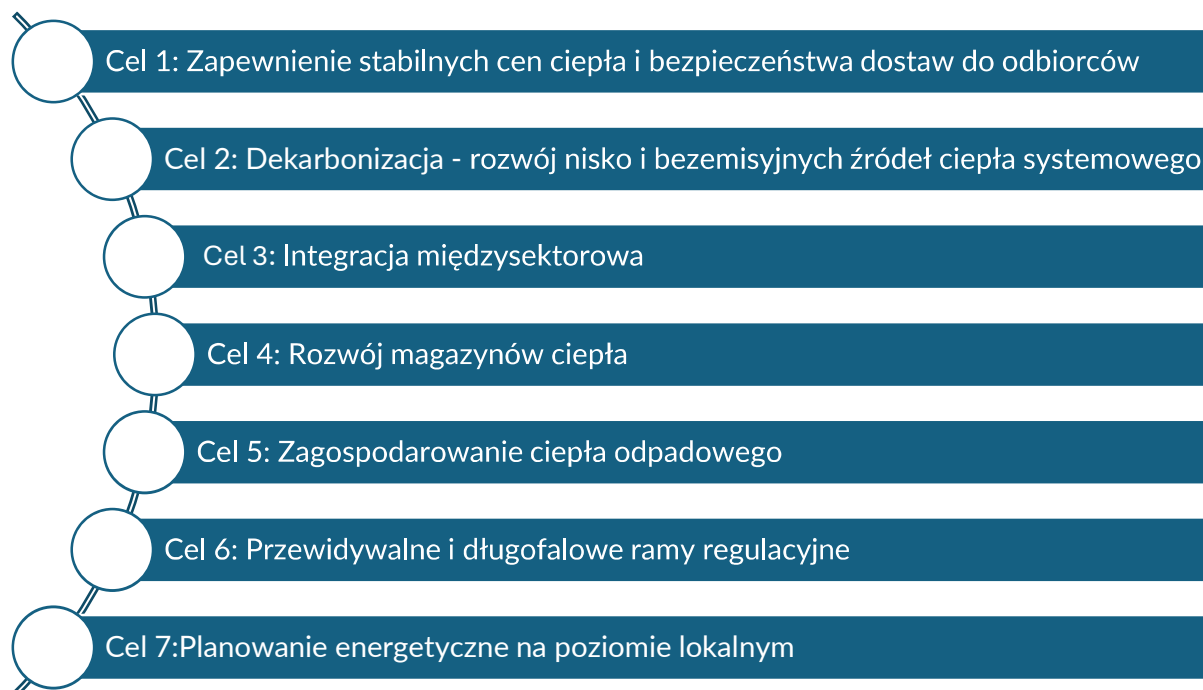 Cel 1: Zapewnienie stabilnych cen ciepła i bezpieczeństwa dostaw do odbiorców
Cel 2: Dekarbonizacja - rozwój nisko i bezemisyjnych źródeł ciepła systemowego
Cel 3: Integracja międzysektorowa
Cel 4: Rozwój magazynów ciepła
Cel 5: Zagospodarowanie ciepła odpadowego
Cel 6: Przewidywalne i długofalowe ramy regulacyjne
Cel 7:Planowanie energetyczne na poziomie lokalnym